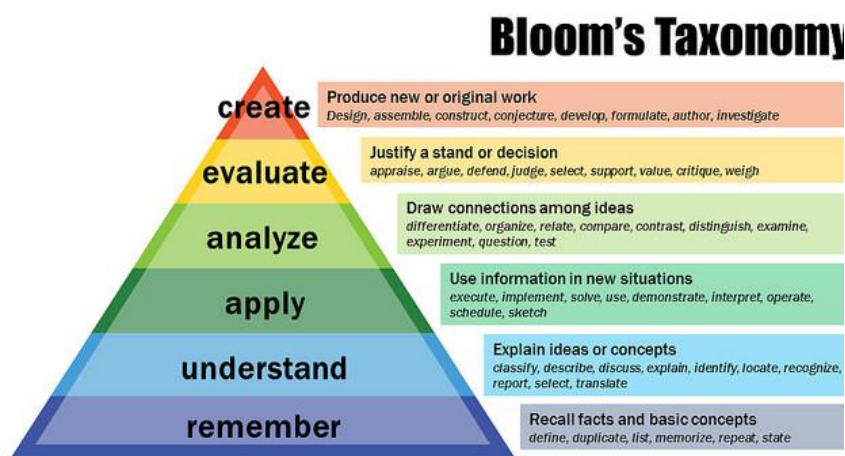 Bloom's Taxonomy
create
Produce new or original work
Design, assemble, construct, conjecture, develop, formulate, author, investigate
evaluate
Justify a stand or decision
appraise, argue, defend, judge, select, support, value, critique, weigh
analyze
Draw connections among ideas
differentiate, organize, relate, compare, contrast, distinguish, examine,
experiment, question, test
apply
Use information in new situations
execute, implement, solve, use, demonstrate, interpret, operate,
schedule, sketch
understand
Explain ideas or concepts
classify, describe, discuss, explain, identify, locate, recognize,
report, select, translate
remember
Recall facts and basic concepts
define, duplicate, list, memorize, repeat, state